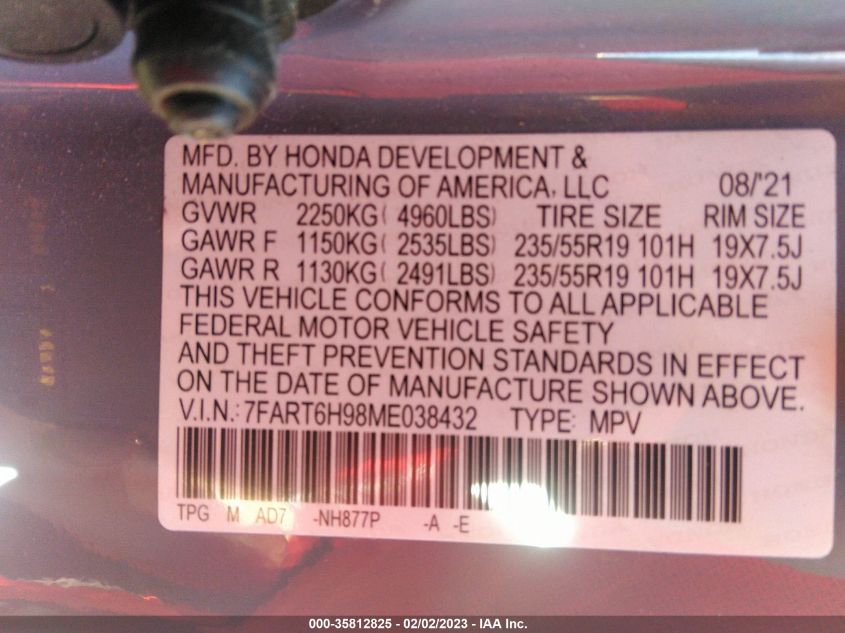 MFD. BY HONDA DEVELOPMENT &
MANUFACTURING OF AMERICA, LLC 08/'21
GVWR 2250KG( 4960LBS) TIRE SIZE RIM SIZE
GAWR F 1150KG( 2535LBS) 235/55R19 101H 19X7.5J
GAWR R 1130KG( 2491LBS) 235/55R19 101H 19X7.5J
THIS VEHICLE CONFORMS TO ALL APPLICABLE
FEDERAL MOTOR VEHICLE SAFETY
AND THEFT PREVENTION STANDARDS IN EFFECT
ON THE DATE OF MANUFACTURE SHOWN ABOVE.
V.I.N.: 7FART6H98ME038432 TYPE: MPV
TPG M AD7 -NH877P -A -E
000-35812825 - 02/02/2023 - IAA Inc.